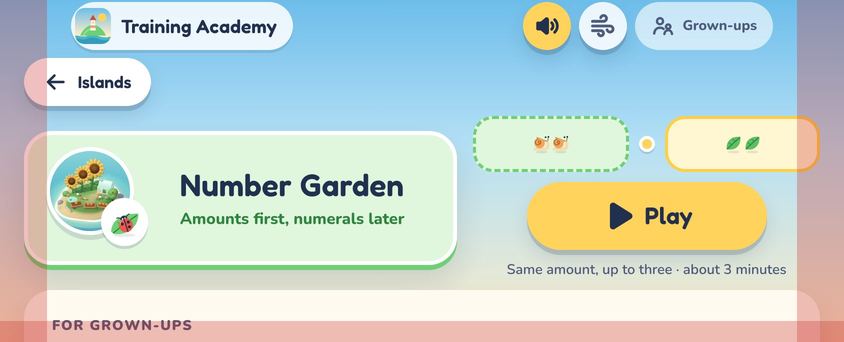 Training Academy
Grown-ups
Islands
Number Garden
Amounts first, numerals later
Play
Same amount, up to three · about 3 minutes
FOR GROWN-UPS